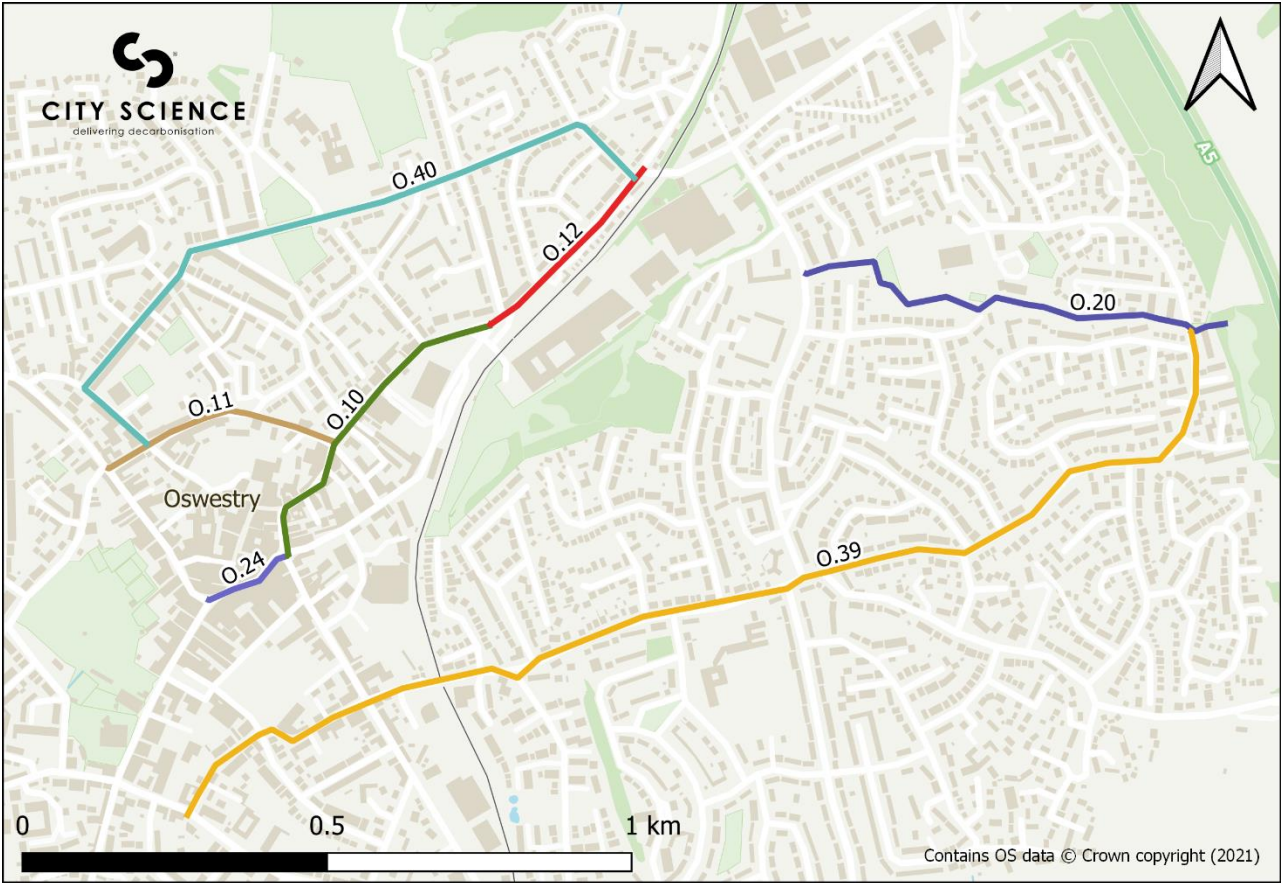 CITY SCIENCE
delivering decarbonisation
A5
O.40
O.12
O.20
O.11
O.10
Oswestry
O.39
O.24
0 0.5 1 km
Contains OS data © Crown copyright (2021)